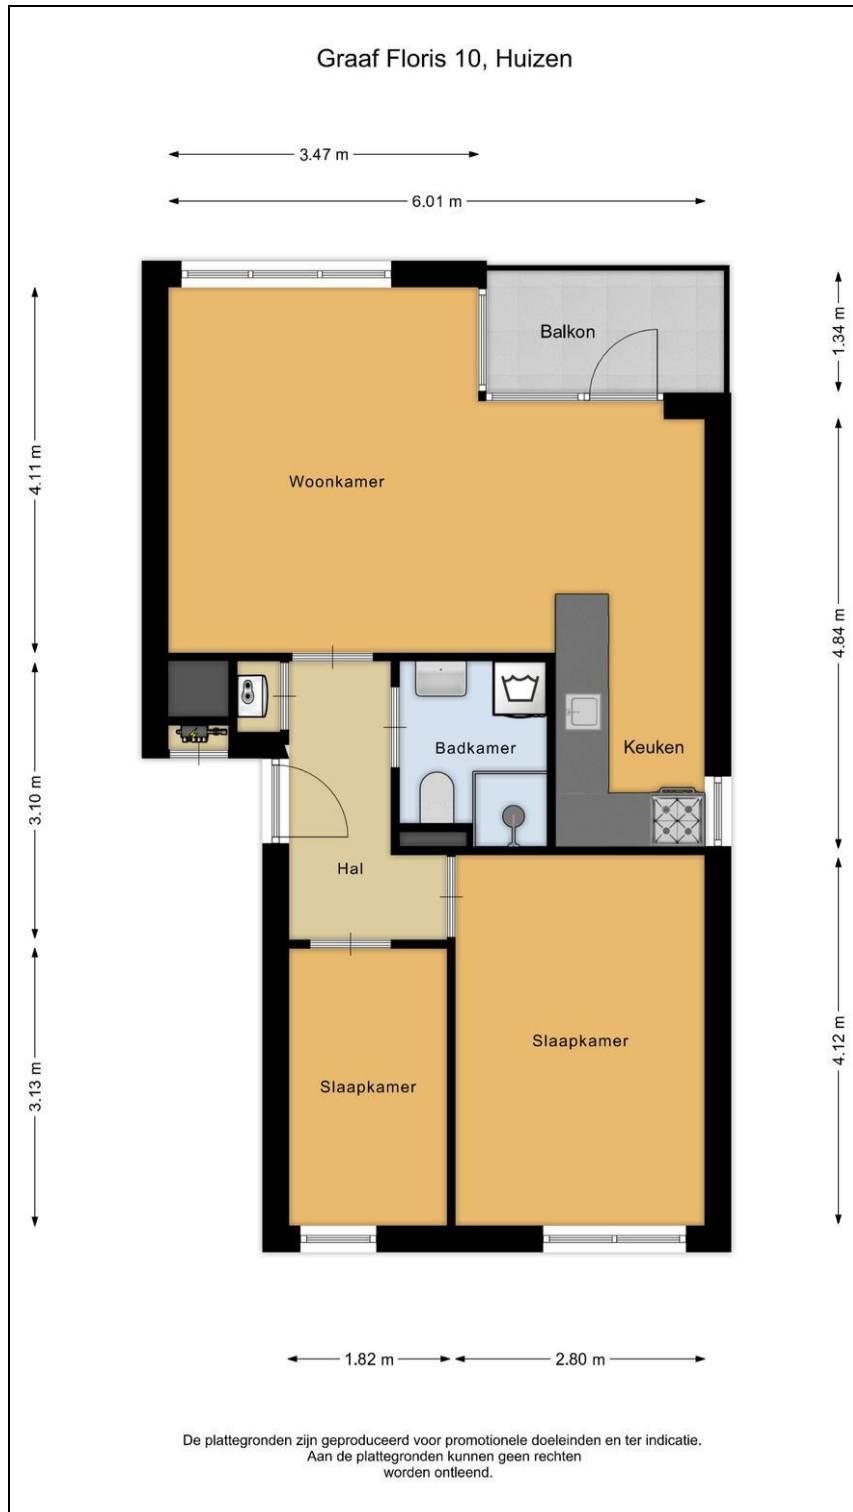 Graaf Floris 10, Huizen
3.47 m
6.01 m
Balkon
1.34 m
4.11 m
Woonkamer
4.84 m
Keuken
Badkamer
3.10 m
Hal
Slaapkamer
4.12 m
Slaapkamer
3.13 m
1.82 m
2.80 m
De plattegronden zijn geproduceerd voor promotionele doeleinden en ter indicatie.
Aan de plattegronden kunnen geen rechten
worden ontleend.